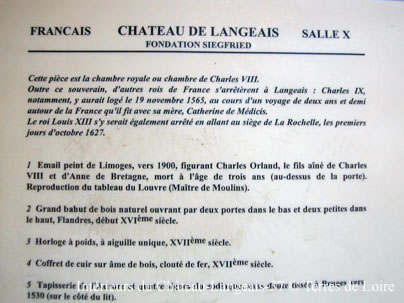 FRANCAIS CHATEAU DE LANGEAIS SALLE X
FONDATION SIEGFRIED
Cette pièce est la chambre royale ou chambre de Charles VIII.
Outre ce souverain, d'autres rois de France s'arrêtèrent à Langeais : Charles IX,
notamment, y aurait logé le 19 novembre 1565, au cours d'un voyage de deux ans et demi
autour de la France qu'il fit avec sa mère, Catherine de Médicis.
Le roi Louis XIII s'y serait également arrêté en allant au siège de La Rochelle, les premiers
jours d'octobre 1627.
1 Email peint de Limoges, vers 1900, figurant Charles Orland, le fils aîné de Charles
VIII et d'Anne de Bretagne, mort à l'âge de trois ans (au-dessus de la porte).
Reproduction du tableau du Louvre (Maître de Moulins).
2 Grand bahut de bois naturel ouvrant par deux portes dans le bas et deux petites dans
le haut, Flandres, début XVIème siècle.
3 Horloge à poids, à aiguille unique, XVIIème siècle.
4 Coffret de cuir sur âme de bois, clouté de fer, XVIIème siècle.
5 Tapisserie tissée à Bruges vers
1530 (sur le côté du lit).
de Loire